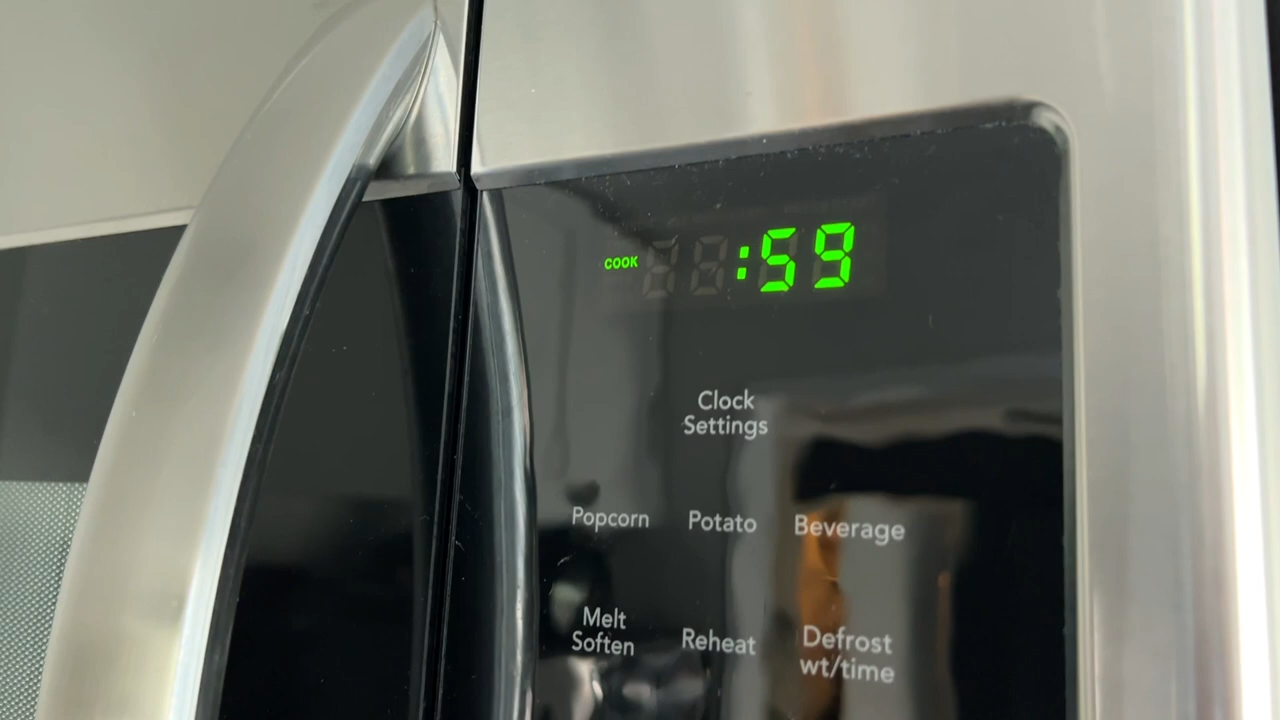 COOK :59
Clock
Settings
Popcorn Potato Beverage
Melt
Soften
Reheat
Defrost
wt/time